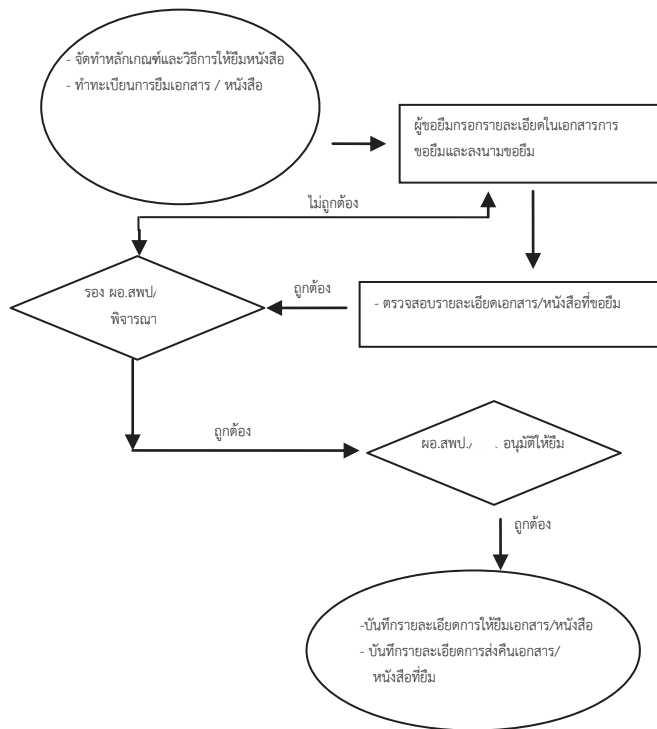 - จัดทำหลักเกณฑ์และวิธีการให้ยืมหนังสือ
- ทำทะเบียนการยืมเอกสาร / หนังสือ
ผู้ขอยืมกรอกรายละเอียดในเอกสารการ
ขอยืมและลงนามขอยืม
ไม่ถูกต้อง
รอง ผอ.สพป/
พิจารณา
ถูกต้อง
- ตรวจสอบรายละเอียดเอกสาร/หนังสือที่ขอยืม
ถูกต้อง
ผอ.สพป./ อนุมัติให้ยืม
ถูกต้อง
-บันทึกรายละเอียดการให้ยืมเอกสาร/หนังสือ
- บันทึกรายละเอียดการส่งคืนเอกสาร/
หนังสือที่ยืม